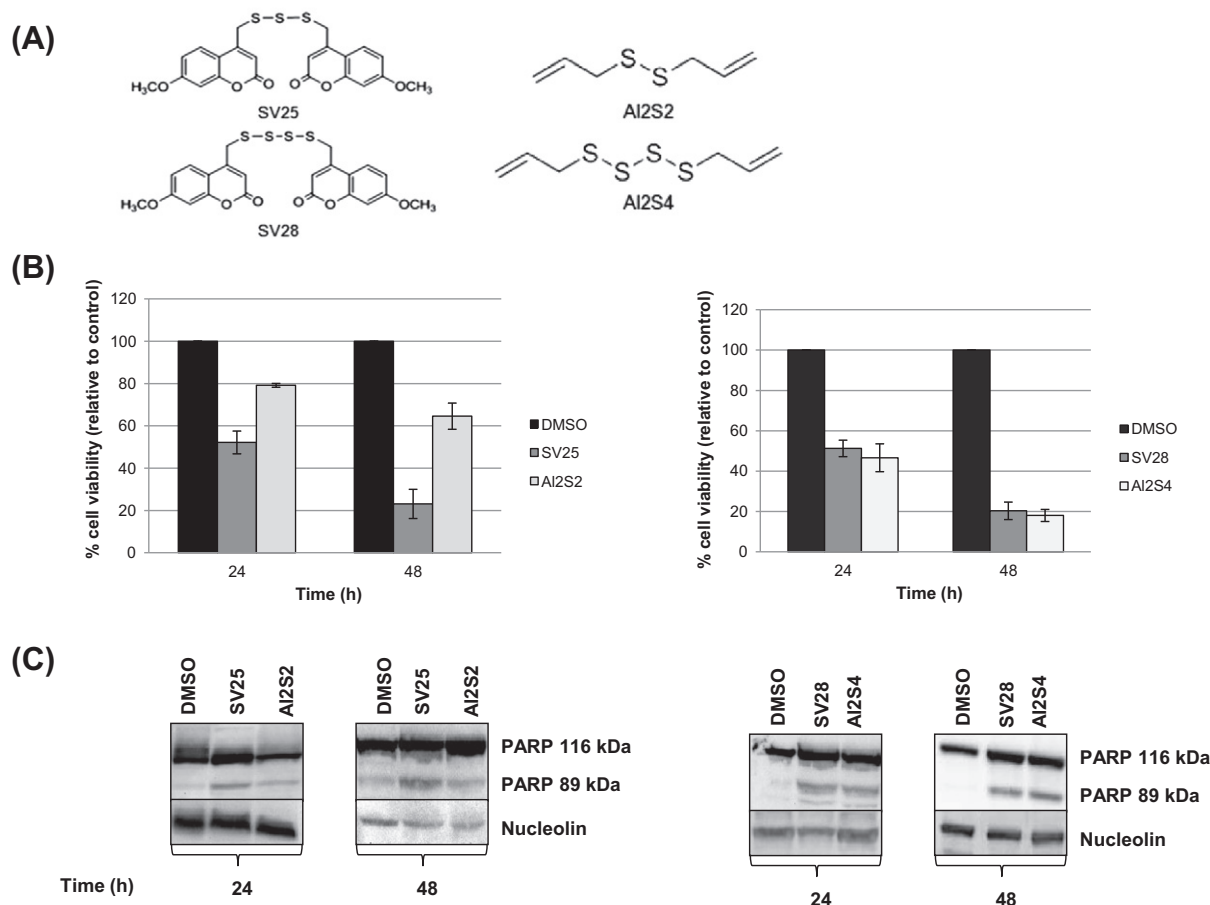 (A)
S–S–S
H₃CO O O O O OCH₃
SV25
S S
Al2S2
S–S–S–S
H₃CO O O O O OCH₃
SV28
S S S S
Al2S4
(B)
% cell viability (relative to control)
120
100
80
60
40
20
0
24 48
Time (h)
DMSO
SV25
Al2S2
% cell viability (relative to control)
120
100
80
60
40
20
0
24 48
Time (h)
DMSO
SV28
Al2S4
(C)
DMSO SV25 Al2S2
DMSO SV25 Al2S2
PARP 116 kDa
PARP 89 kDa
Nucleolin
Time (h) 24 48
DMSO SV28 Al2S4
DMSO SV28 Al2S4
PARP 116 kDa
PARP 89 kDa
Nucleolin
24 48